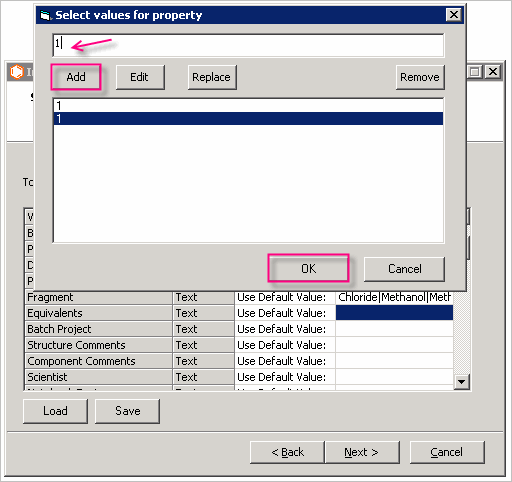 Select values for property
1
Add Edit Replace Remove
1
1
OK Cancel
To
V
B
P
D
P
Fragment Text Use Default Value: Chloride|Methanol|Meth
Equivalents Text Use Default Value:
Batch Project Text Use Default Value:
Structure Comments Text Use Default Value:
Component Comments Text Use Default Value:
Scientist Text Use Default Value:
Load Save
< Back Next > Cancel